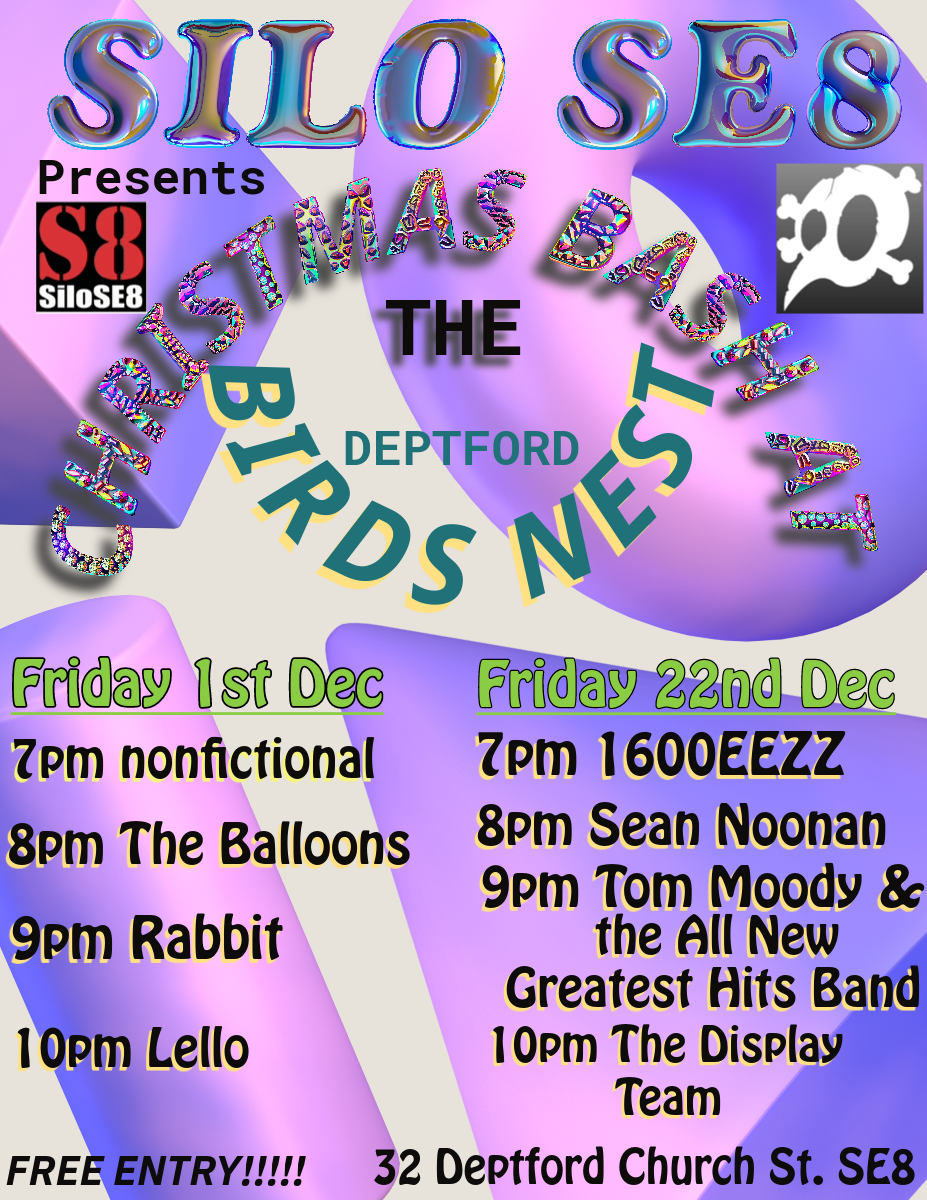 SILO SE8
Presents
S8
SiloSE8
CHRISTMAS BASH AT
THE
BIRDS NEST
DEPTFORD
Friday 1st Dec
7pm nonfictional
8pm The Balloons
9pm Rabbit
10pm Lello
Friday 22nd Dec
7pm 1600EEZZ
8pm Sean Noonan
9pm Tom Moody &
the All New
Greatest Hits Band
10pm The Display
Team
FREE ENTRY!!!!!
32 Deptford Church St. SE8